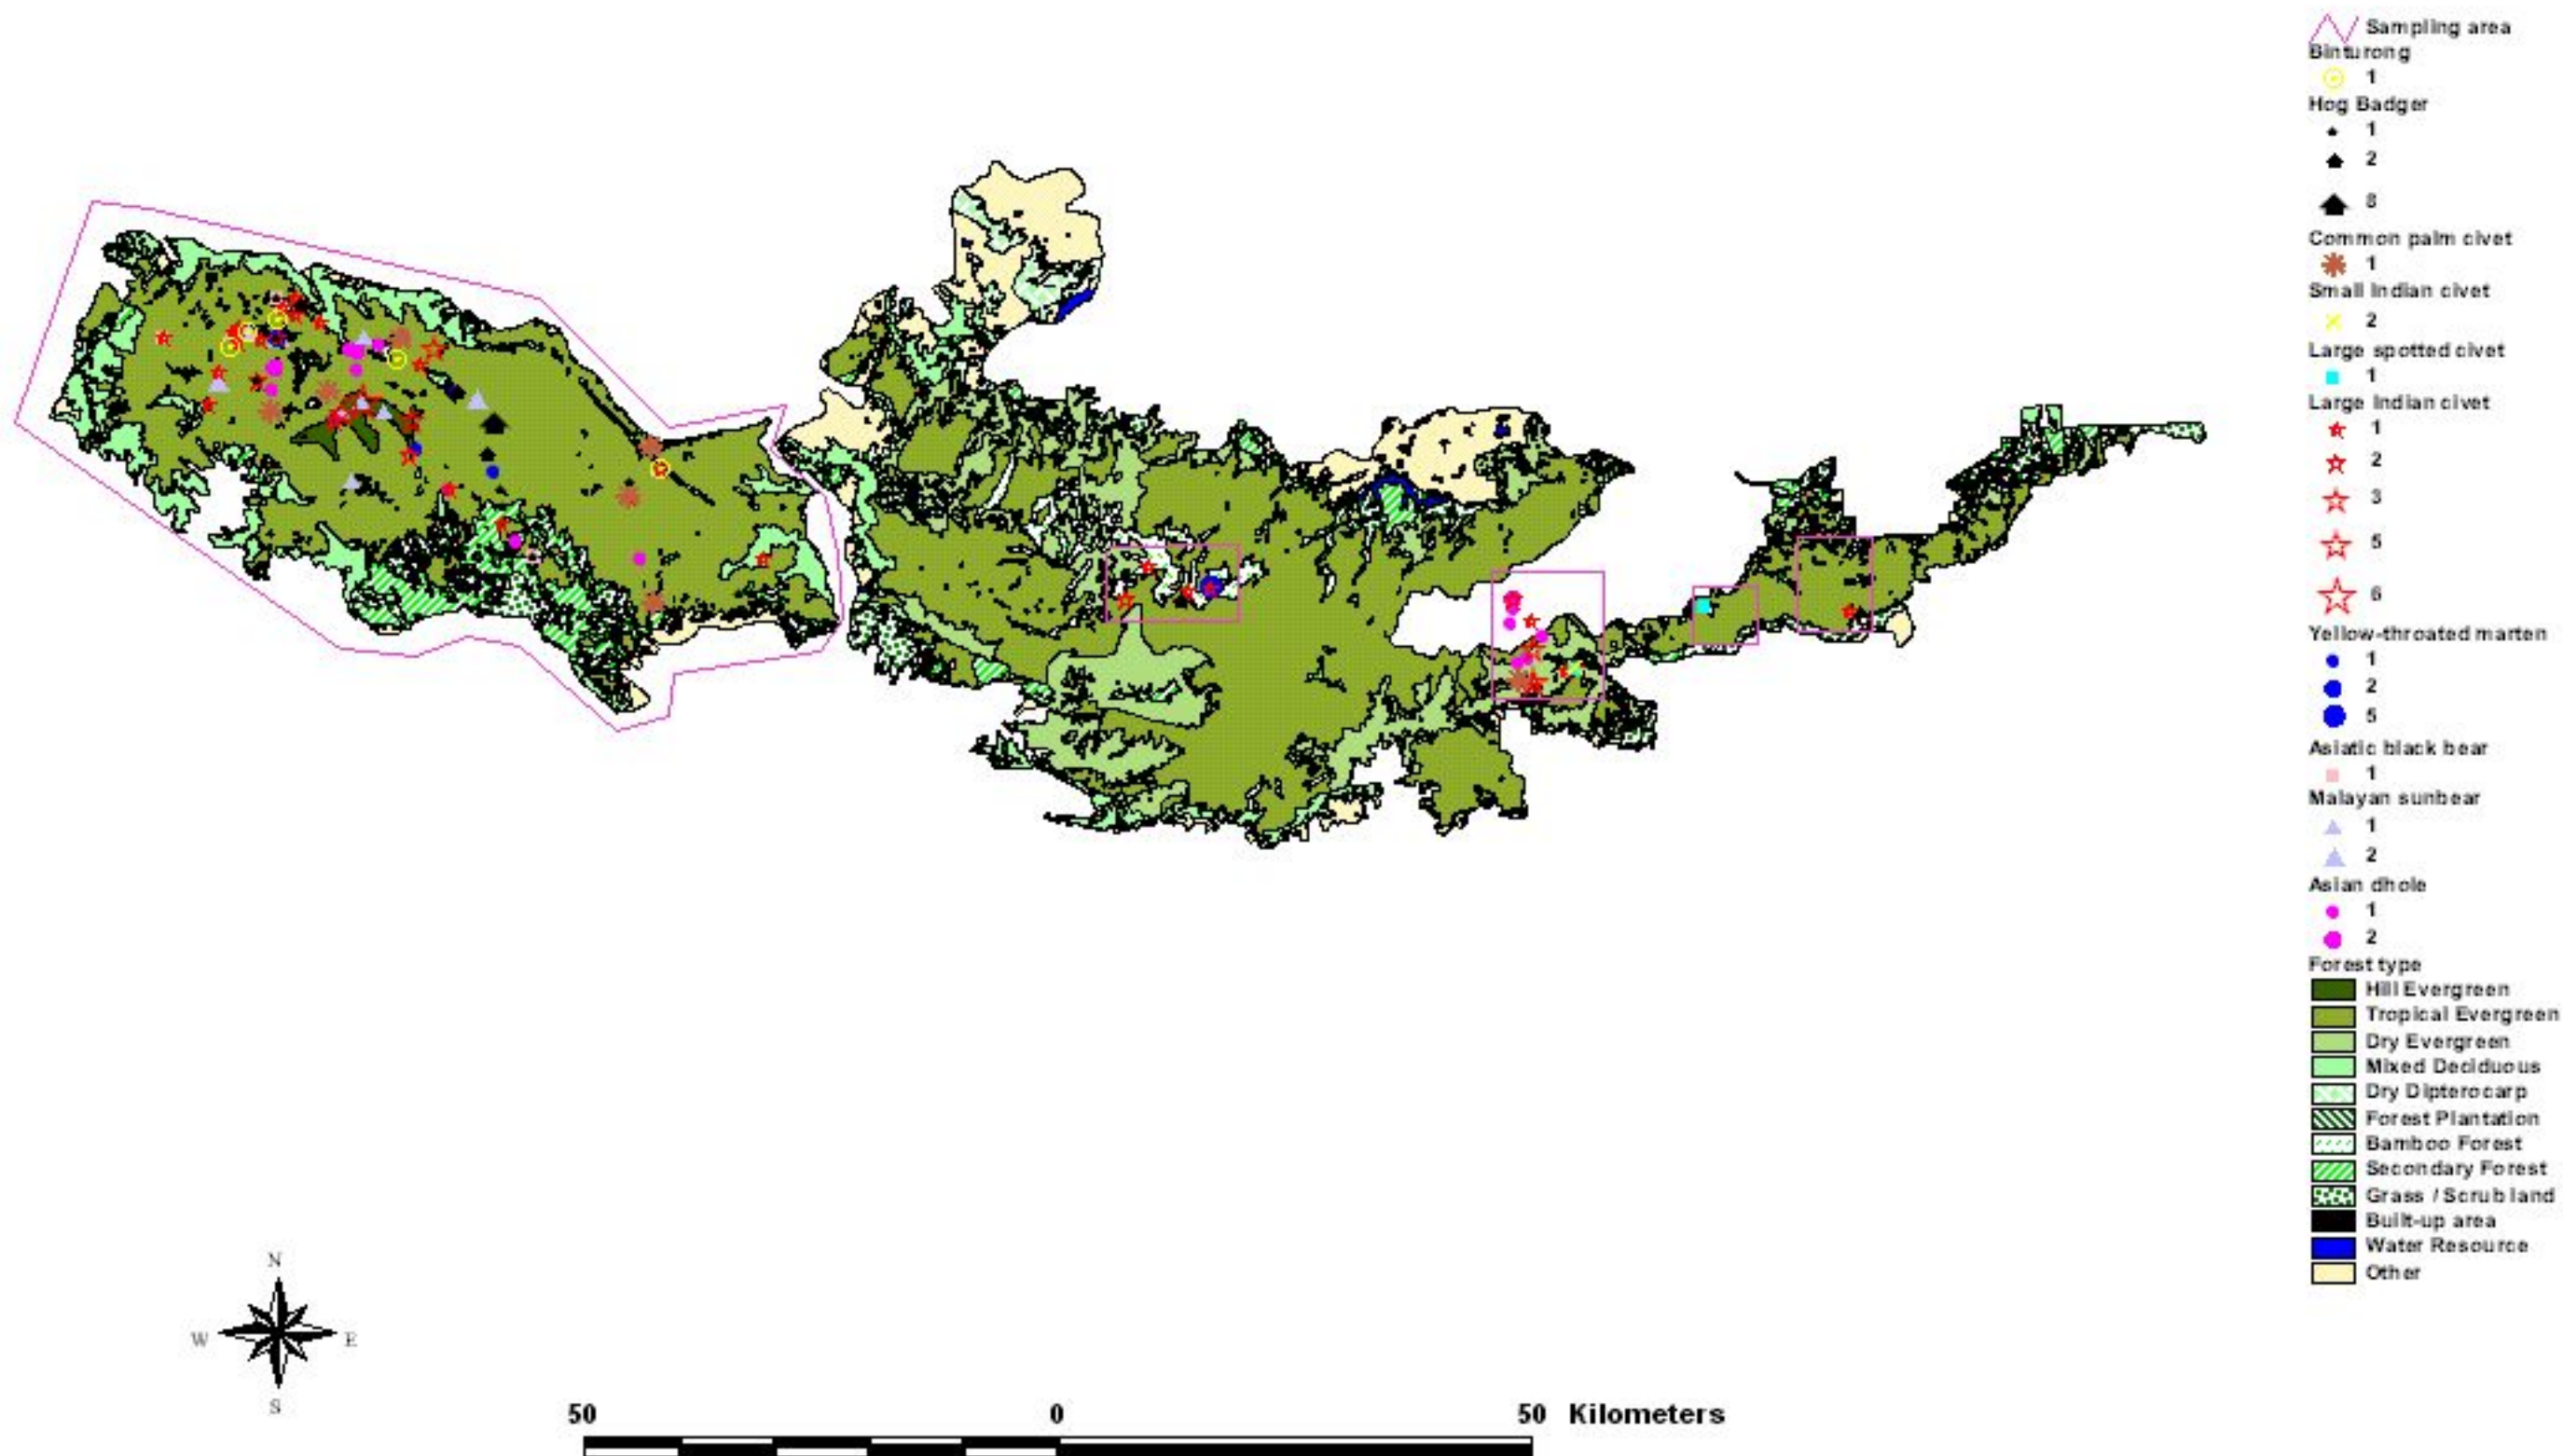 Sampling area
Binturong
1
Hog Badger
1
2
8
Common palm civet
1
Small Indian civet
2
Large spotted civet
1
Large Indian civet
1
2
3
5
6
Yellow-throated marten
1
2
5
Asiatic black bear
1
Malayan sunbear
1
2
Asian dhole
1
2
Forest type
Hill Evergreen
Tropical Evergreen
Dry Evergreen
Mixed Deciduous
Dry Dipterocarp
Forest Plantation
Bamboo Forest
Secondary Forest
Grass / Scrub land
Built-up area
Water Resource
Other
N
W E
S
50 0 50 Kilometers